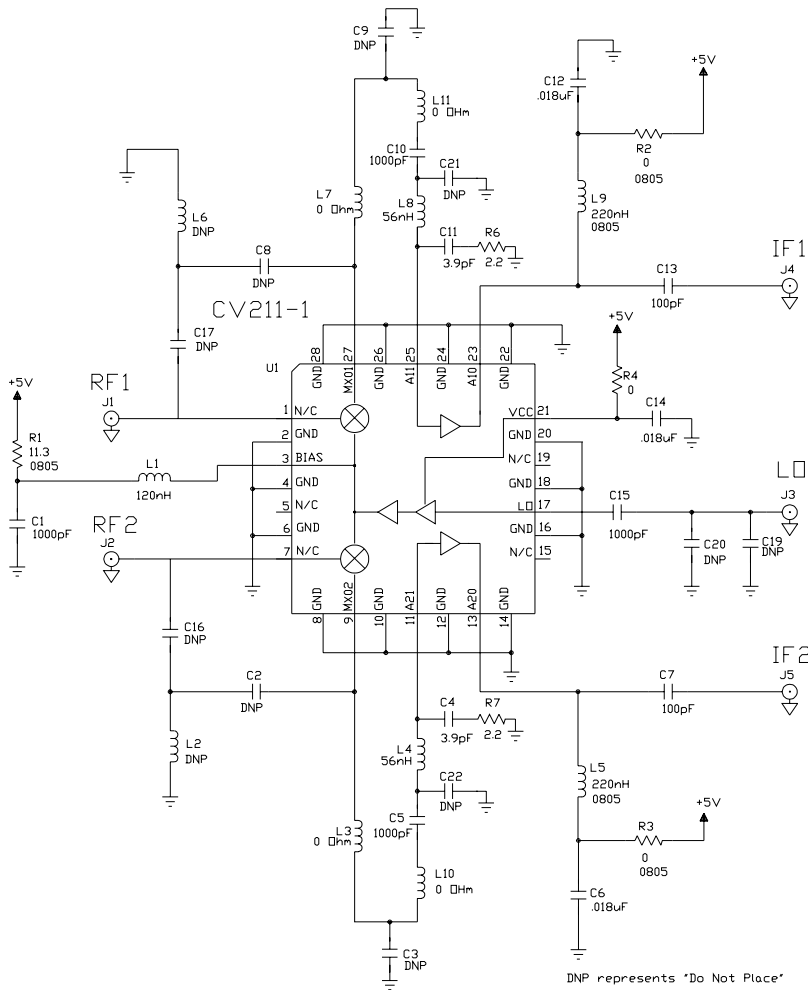 C9
DNP
L11
0 OHm
C10
1000pF
C21
DNP
L7
0 Ohm
L8
56nH
C11
3.9pF
R6
2.2
C12
.018uF
+5V
R2
0
0805
L9
220nH
0805
L6
DNP
C8
DNP
C17
DNP
CV211-1
IF1
J4
C13
100pF
+5V
R4
0
C14
.018uF
U1
GND 28
MXO1 27
GND 26
A11 25
GND 24
A1O 23
GND 22
+5V
R1
11.3
0805
RF1
J1
L1
120nH
C1
1000pF
RF2
J2
1 N/C
2 GND
3 BIAS
4 GND
5 N/C
6 GND
7 N/C
VCC 21
GND 20
N/C 19
GND 18
LO 17
GND 16
N/C 15
LO
J3
C15
1000pF
C20
DNP
C19
DNP
8 GND
9 MXO2
10 GND
11 A21
12 GND
13 A2O
14 GND
C16
DNP
C2
DNP
L2
DNP
C4
3.9pF
R7
2.2
L4
56nH
C22
DNP
C5
1000pF
L3
0 Ohm
L10
0 OHm
C3
DNP
IF2
J5
C7
100pF
L5
220nH
0805
+5V
R3
0
0805
C6
.018uF
DNP represents "Do Not Place"